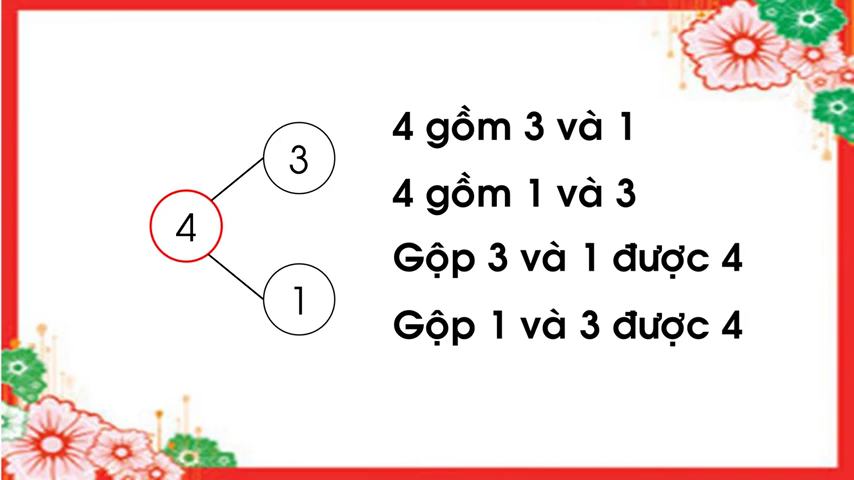 3
4
1
4 gồm 3 và 1
4 gồm 1 và 3
Gộp 3 và 1 được 4
Gộp 1 và 3 được 4